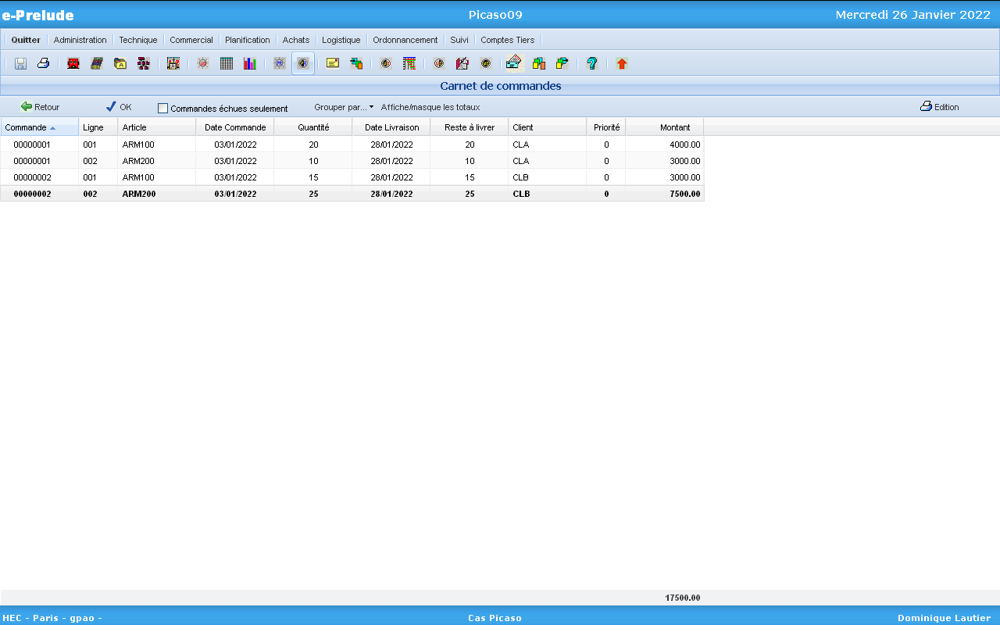 e-Prelude Picaso09 Mercredi 26 Janvier 2022
Quitter Administration Technique Commercial Planification Achats Logistique Ordonnancement Suivi Comptes Tiers
Carnet de commandes
Retour OK Commandes échues seulement Grouper par... Affiche/masque les totaux Edition
Commande Ligne Article Date Commande Quantité Date Livraison Reste à livrer Client Priorité Montant
00000001 001 ARM100 03/01/2022 20 28/01/2022 20 CLA 0 4000.00
00000001 002 ARM200 03/01/2022 10 28/01/2022 10 CLA 0 3000.00
00000002 001 ARM100 03/01/2022 15 28/01/2022 15 CLB 0 3000.00
00000002 002 ARM200 03/01/2022 25 28/01/2022 25 CLB 0 7500.00
17500.00
HEC - Paris - gpao - Cas Picaso Dominique Lautier